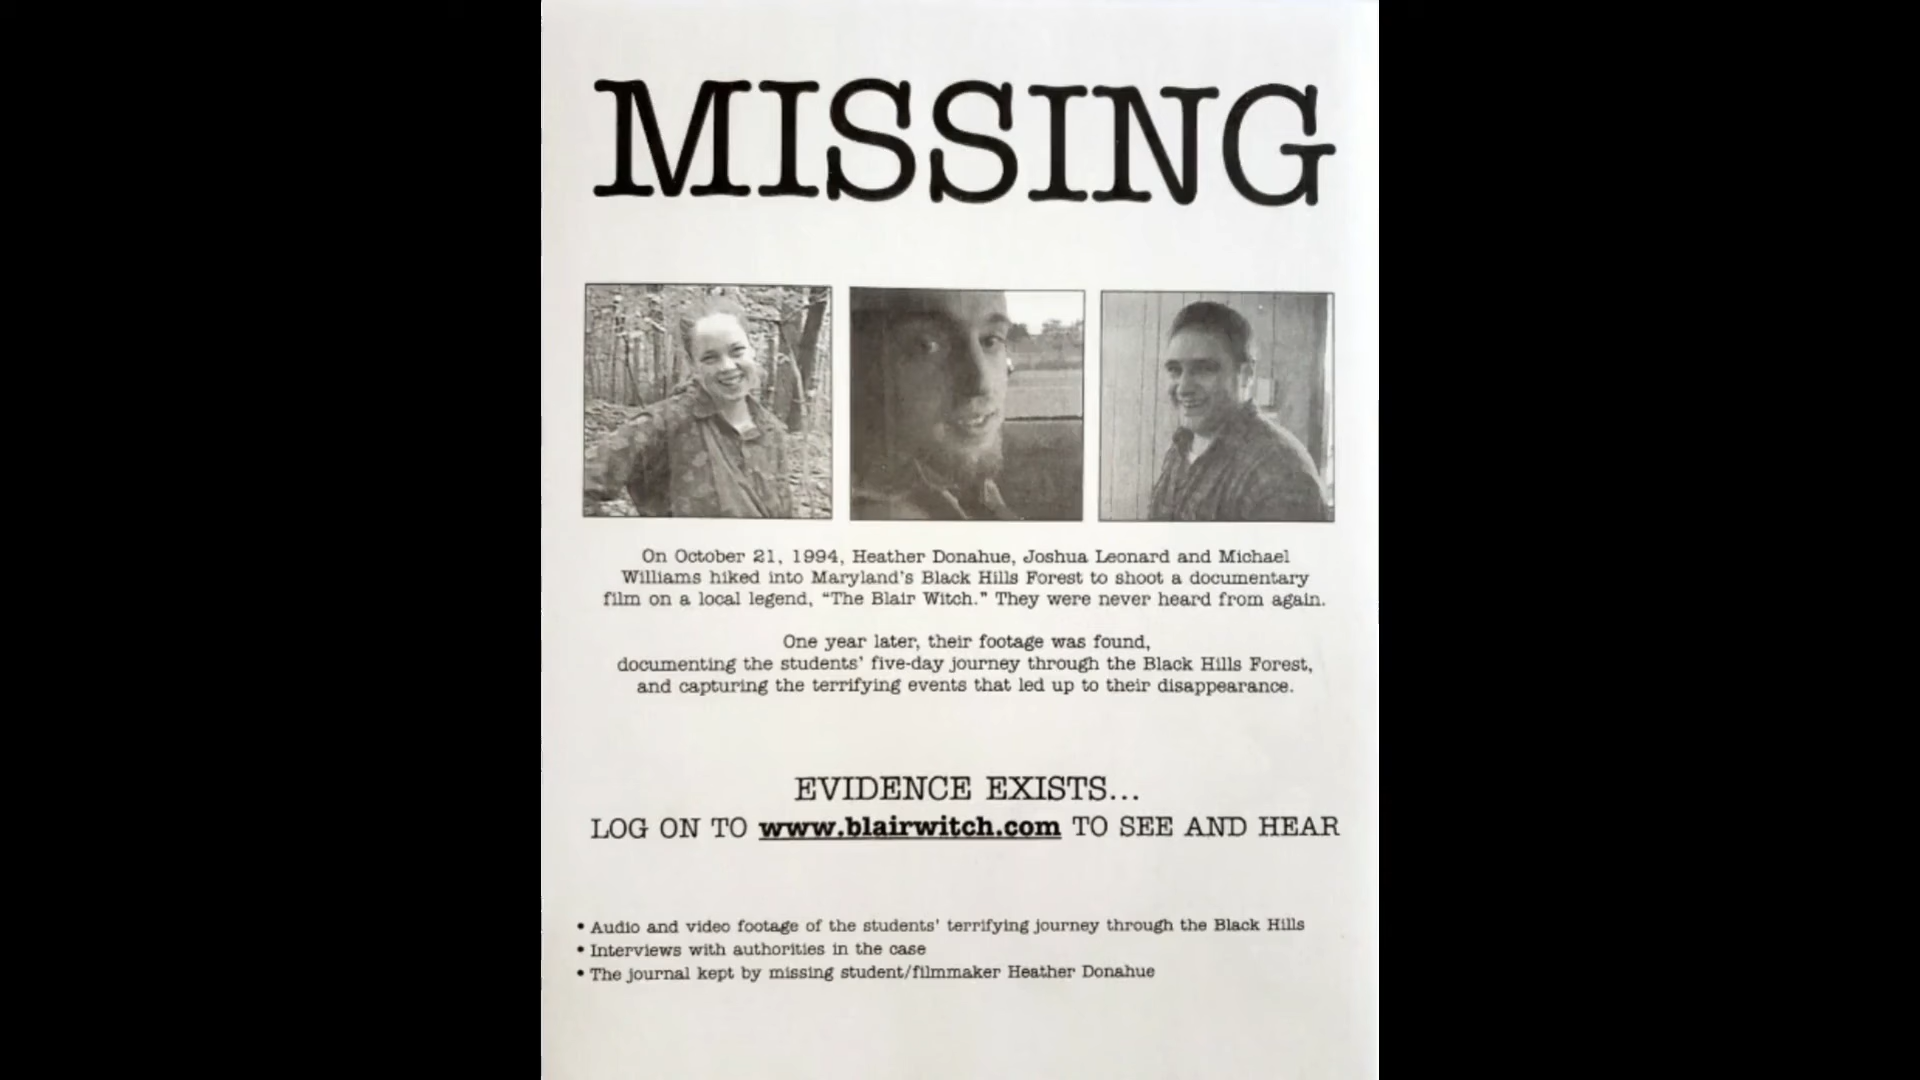 MISSING
On October 21, 1994, Heather Donahue, Joshua Leonard and Michael
Williams hiked into Maryland's Black Hills Forest to shoot a documentary
film on a local legend, "The Blair Witch." They were never heard from again.
One year later, their footage was found,
documenting the students' five-day journey through the Black Hills Forest,
and capturing the terrifying events that led up to their disappearance.
EVIDENCE EXISTS...
LOG ON TO www.blairwitch.com TO SEE AND HEAR
• Audio and video footage of the students' terrifying journey through the Black Hills
• Interviews with authorities in the case
• The journal kept by missing student/filmmaker Heather Donahue